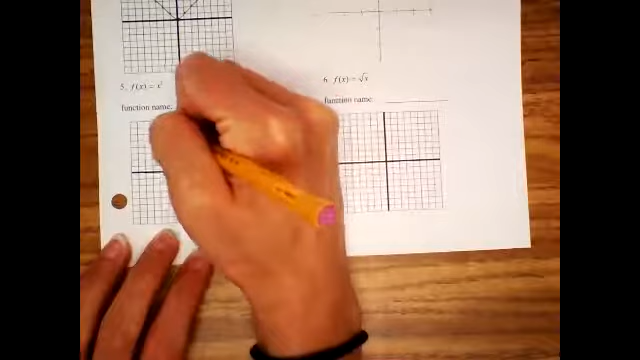 5. f(x) = x³
6. f(x) = √x
function name:
function name: